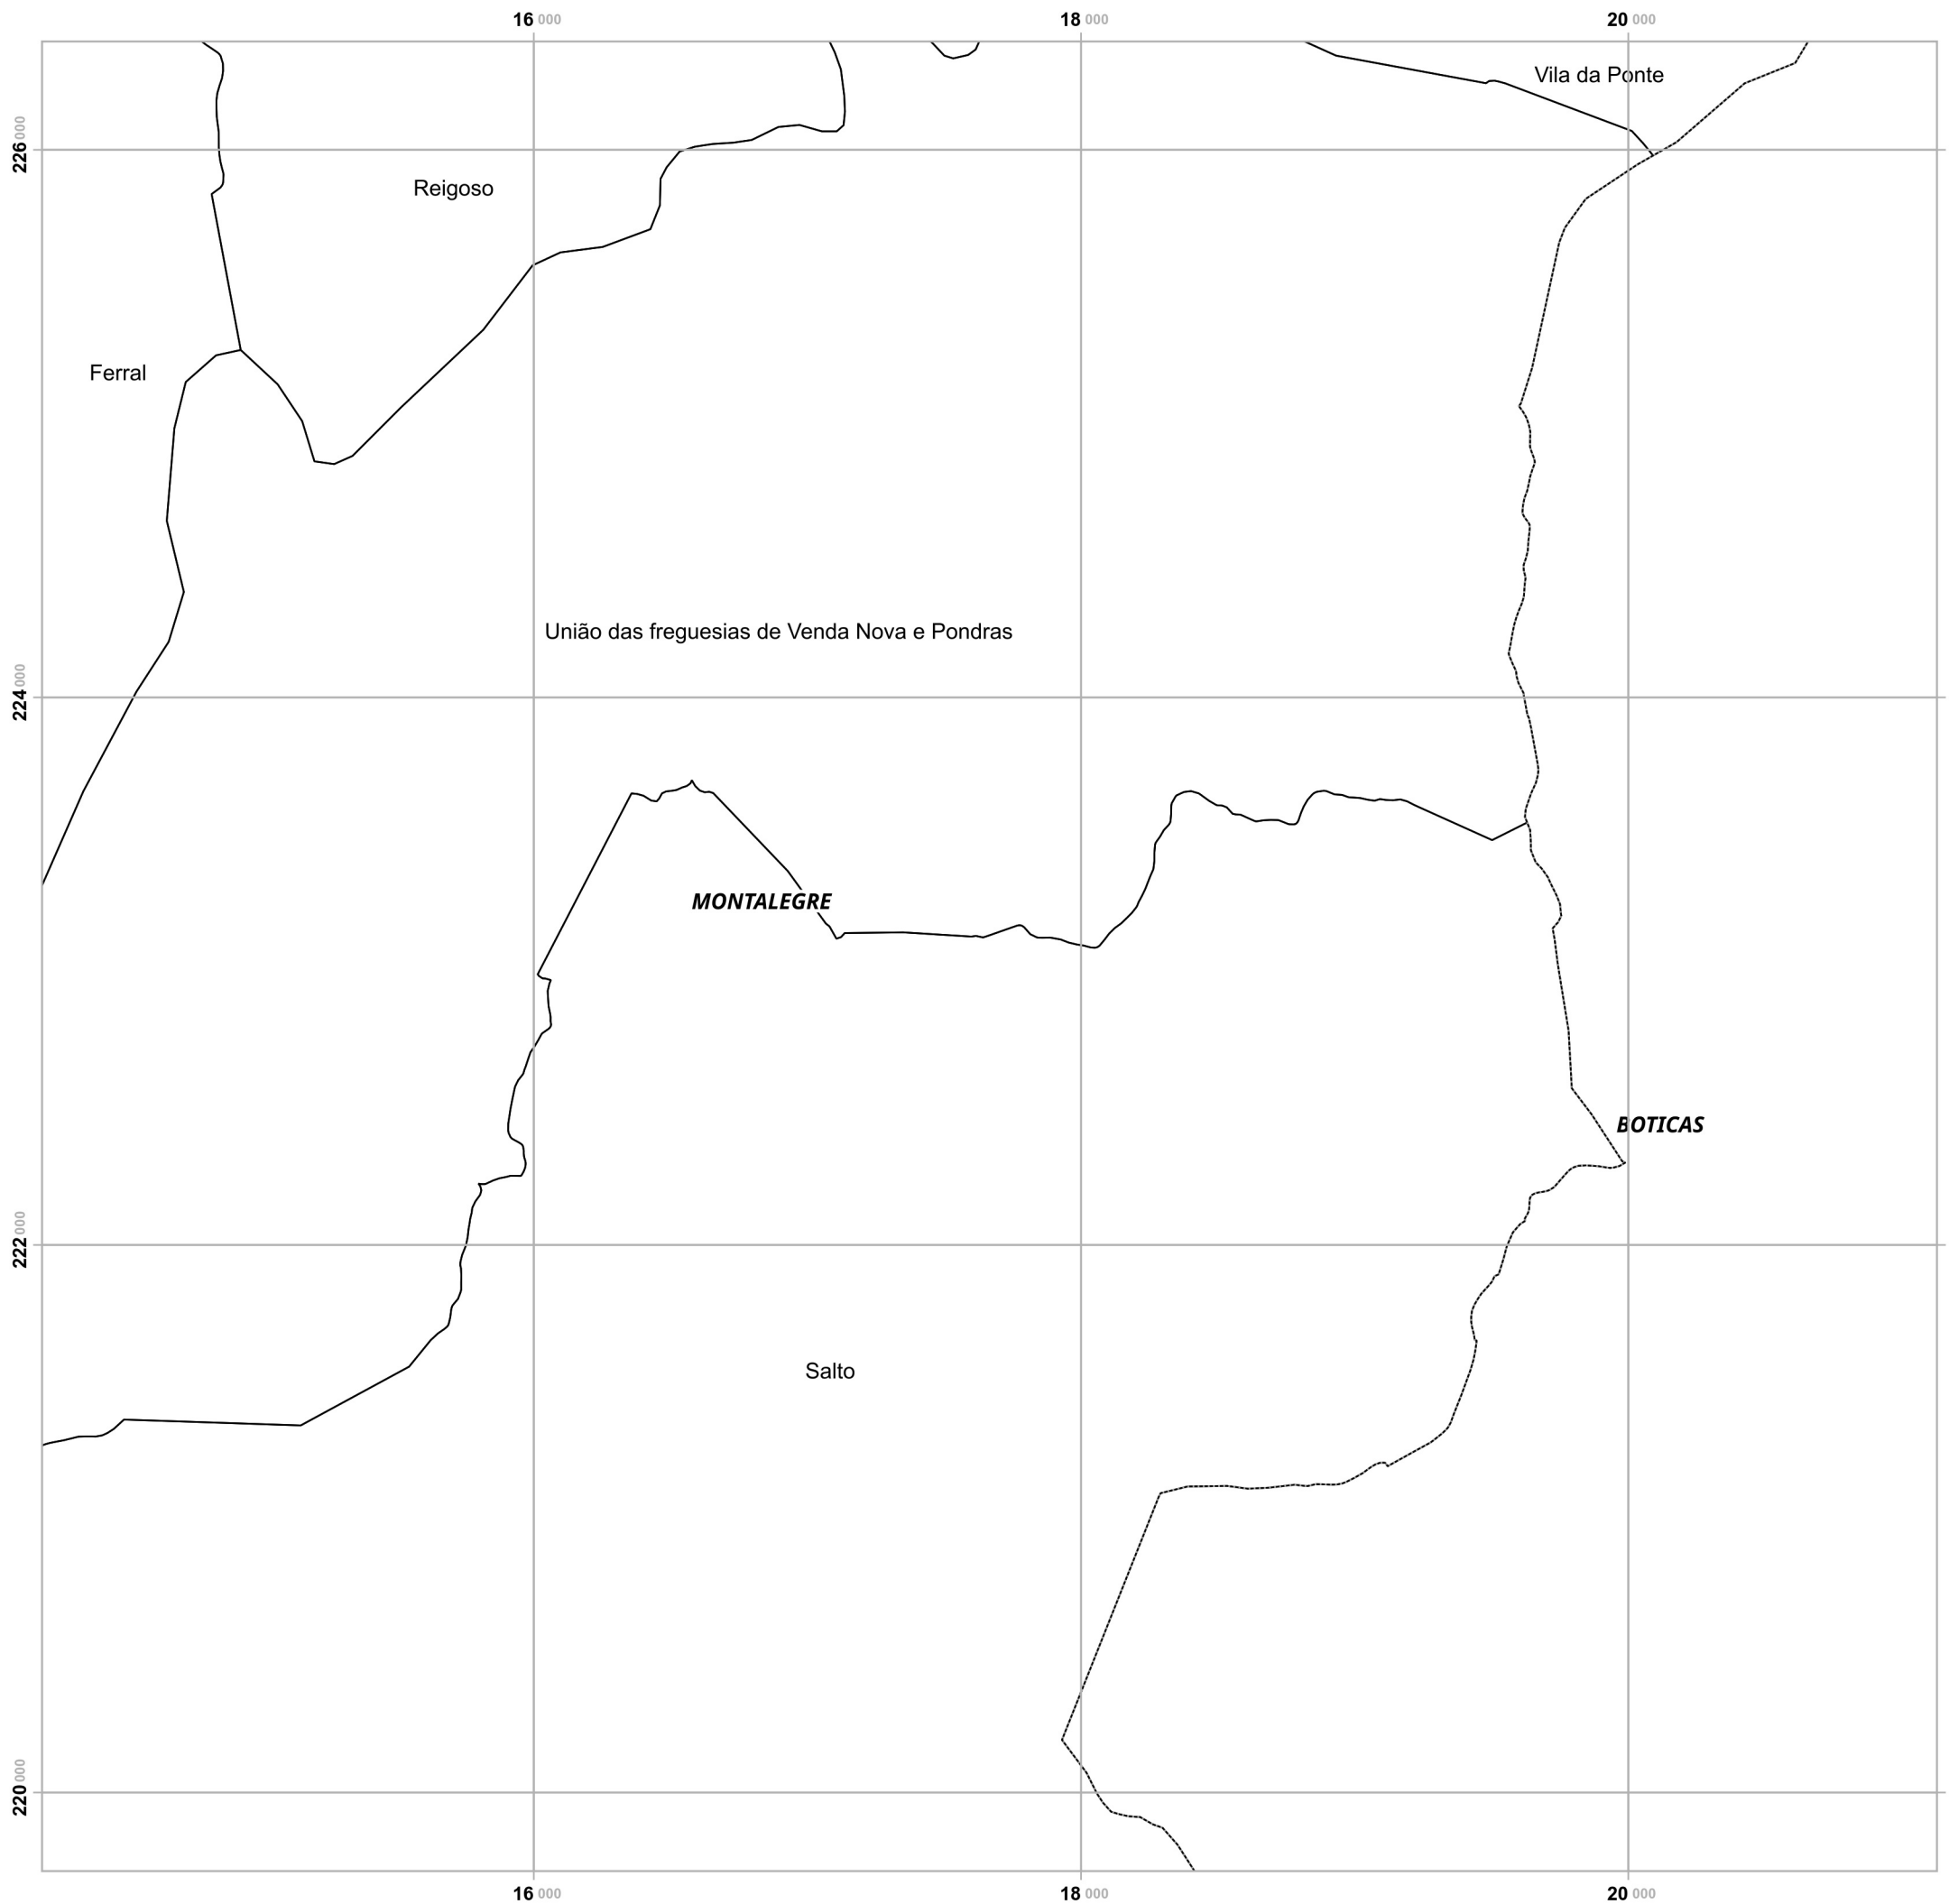 16 000 18 000 20 000
Vila da Ponte
226 000
Reigoso
Ferral
União das freguesias de Venda Nova e Pondras
224 000
MONTALEGRE
BOTICAS
222 000
Salto
220 000
16 000 18 000 20 000